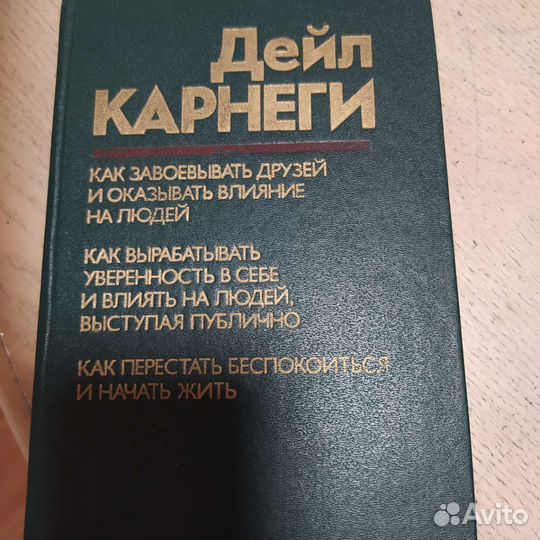 Дейл
КАРНЕГИ
КАК ЗАВОЕВЫВАТЬ ДРУЗЕЙ
И ОКАЗЫВАТЬ ВЛИЯНИЕ
НА ЛЮДЕЙ
КАК ВЫРАБАТЫВАТЬ
УВЕРЕННОСТЬ В СЕБЕ
И ВЛИЯТЬ НА ЛЮДЕЙ,
ВЫСТУПАЯ ПУБЛИЧНО
КАК ПЕРЕСТАТЬ БЕСПОКОИТЬСЯ
И НАЧАТЬ ЖИТЬ
Avito